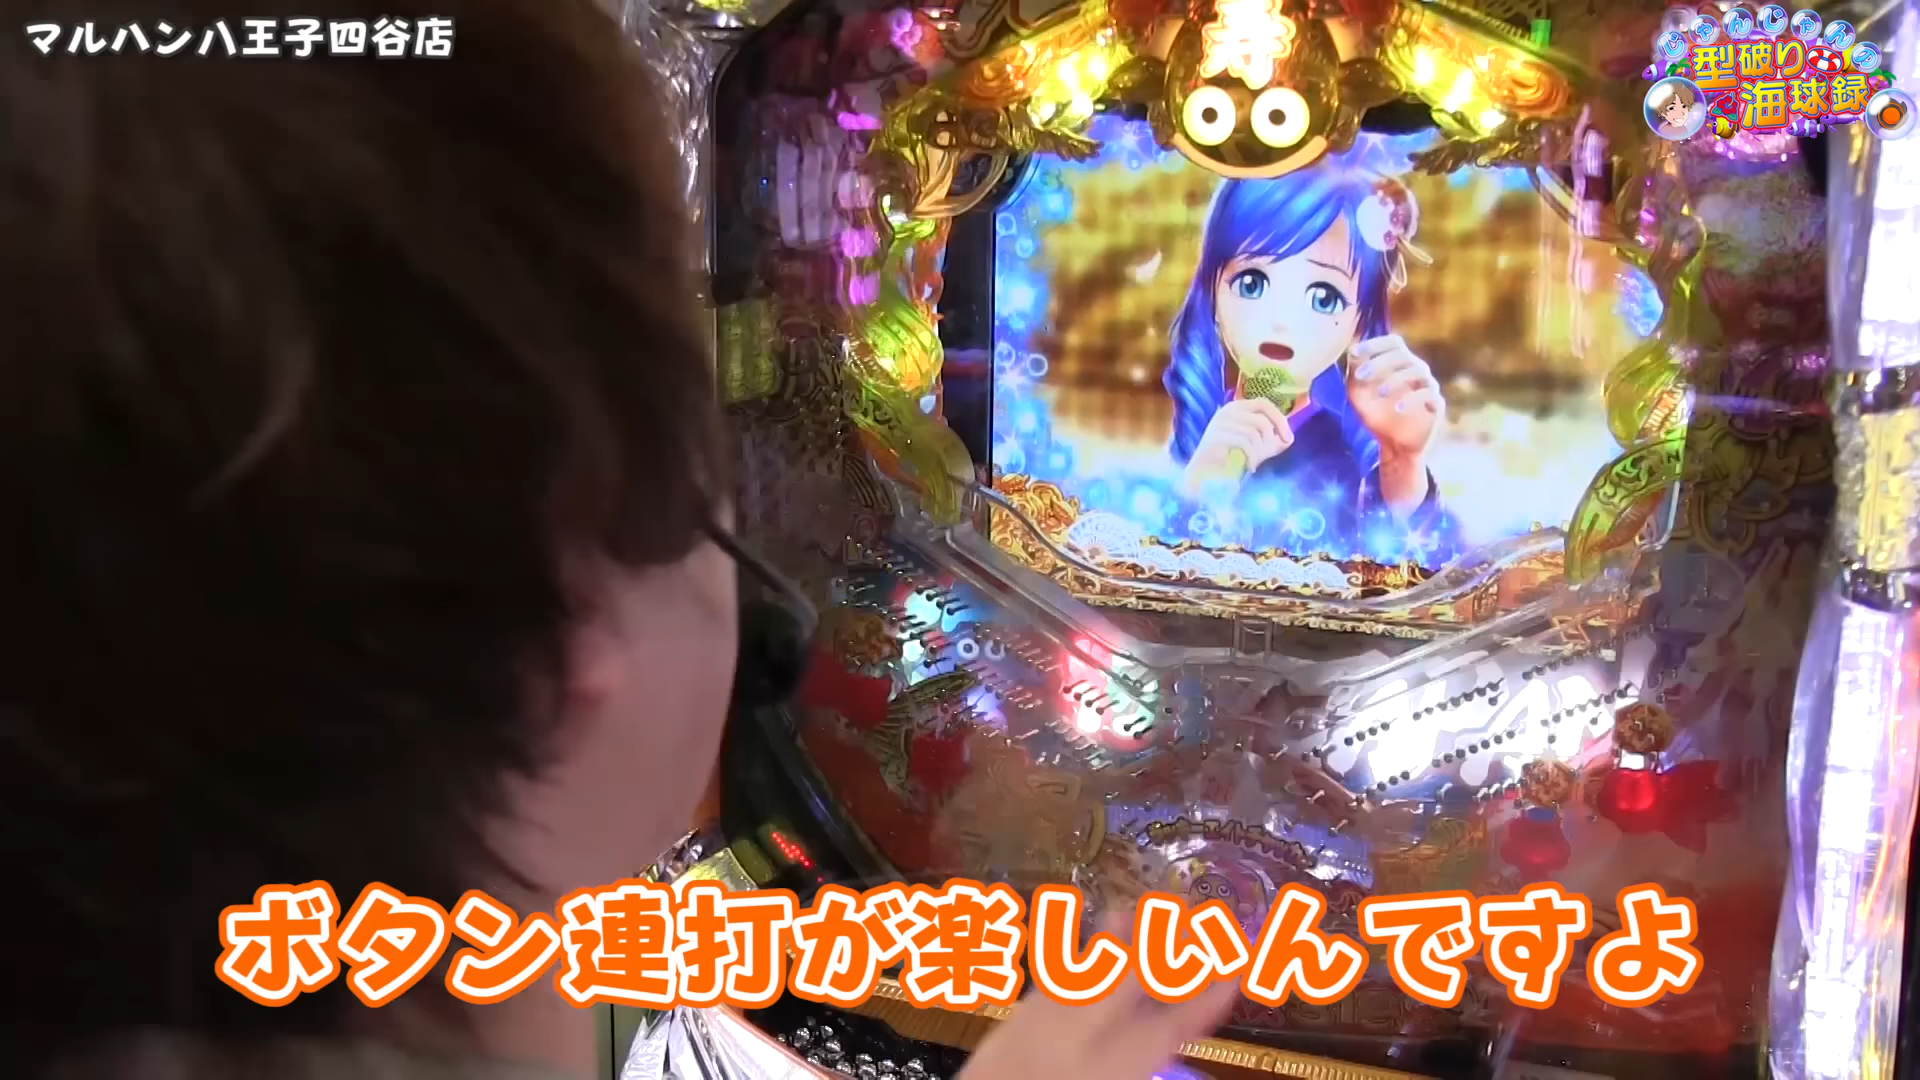 マルハン八王子四谷店
じゃんじゃんの
型破り
海球録
寿
ボタン連打が楽しいんですよ